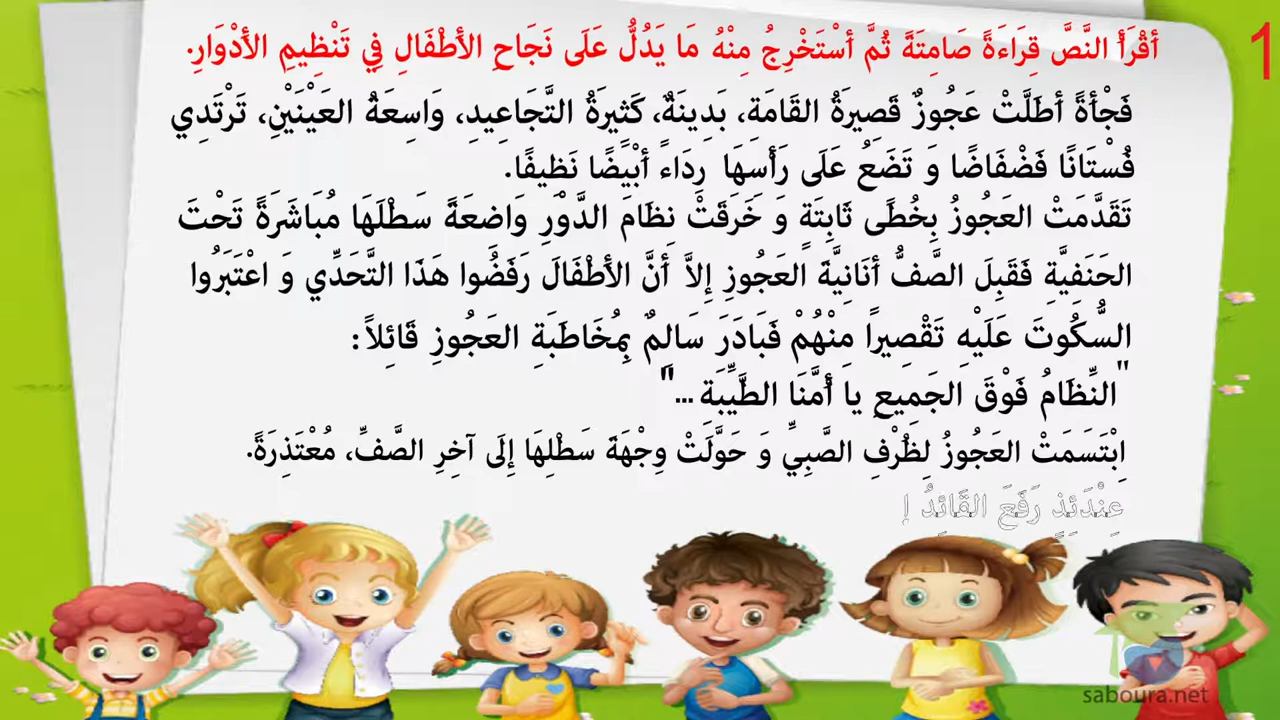 1
أَقْرَأُ النَّصَّ قِرَاءَةً صَامِتَةً ثُمَّ أَسْتَخْرِجُ مِنْهُ مَا يَدُلُّ عَلَى نَجَاحِ الأَطْفَالِ فِي تَنْظِيمِ الأَدْوَارِ.
فَجْأَةً أَطَلَّتْ عَجُوزٌ قَصِيرَةُ القَامَةِ، بَدِينَةٌ، كَثِيرَةُ التَّجَاعِيدِ، وَاسِعَةُ العَيْنَيْنِ، تَرْتَدِي
فُسْتَانًا فَضْفَاضًا وَ تَضَعُ عَلَى رَأْسِهَا رِدَاءً أَبْيَضًا نَظِيفًا.
تَقَدَّمَتْ العَجُوزُ بِخُطًى ثَابِتَةٍ وَ خَرَقَتْ نِظَامَ الدَّوْرِ وَاضِعَةً سَطْلَهَا مُبَاشَرَةً تَحْتَ
الحَنَفِيَّةِ فَقَبِلَ الصَّفُّ أَنَانِيَّةَ العَجُوزِ إِلاَّ أَنَّ الأَطْفَالَ رَفَضُوا هَذَا التَّحَدِّي وَ اعْتَبَرُوا
السُّكُوتَ عَلَيْهِ تَقْصِيرًا مِنْهُمْ فَبَادَرَ سَالِمٌ بِمُخَاطَبَةِ العَجُوزِ قَائِلاً:
"النِّظَامُ فَوْقَ الجَمِيعِ يا أُمَّنَا الطَّيِّبَةِ..."
اِبْتَسَمَتْ العَجُوزُ لِظُرْفِ الصَّبِيِّ وَ حَوَّلَتْ وِجْهَةَ سَطْلِهَا إِلَى آخِرِ الصَّفِّ، مُعْتَذِرَةً.
عِنْدَئِذٍ رَفَعَ القَائِدُ
saboura.net